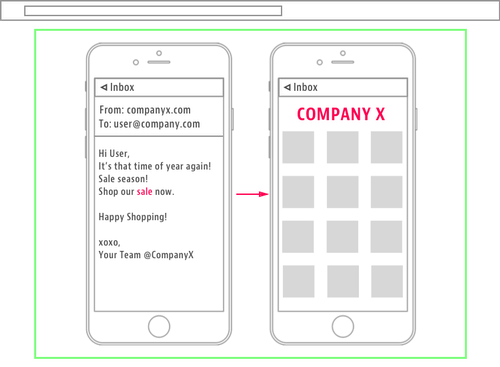 ⊲ Inbox
From: companyx.com
To: user@company.com
Hi User,
It's that time of year again!
Sale season!
Shop our sale now.
Happy Shopping!
xoxo,
Your Team @CompanyX
⊲ Inbox
COMPANY X